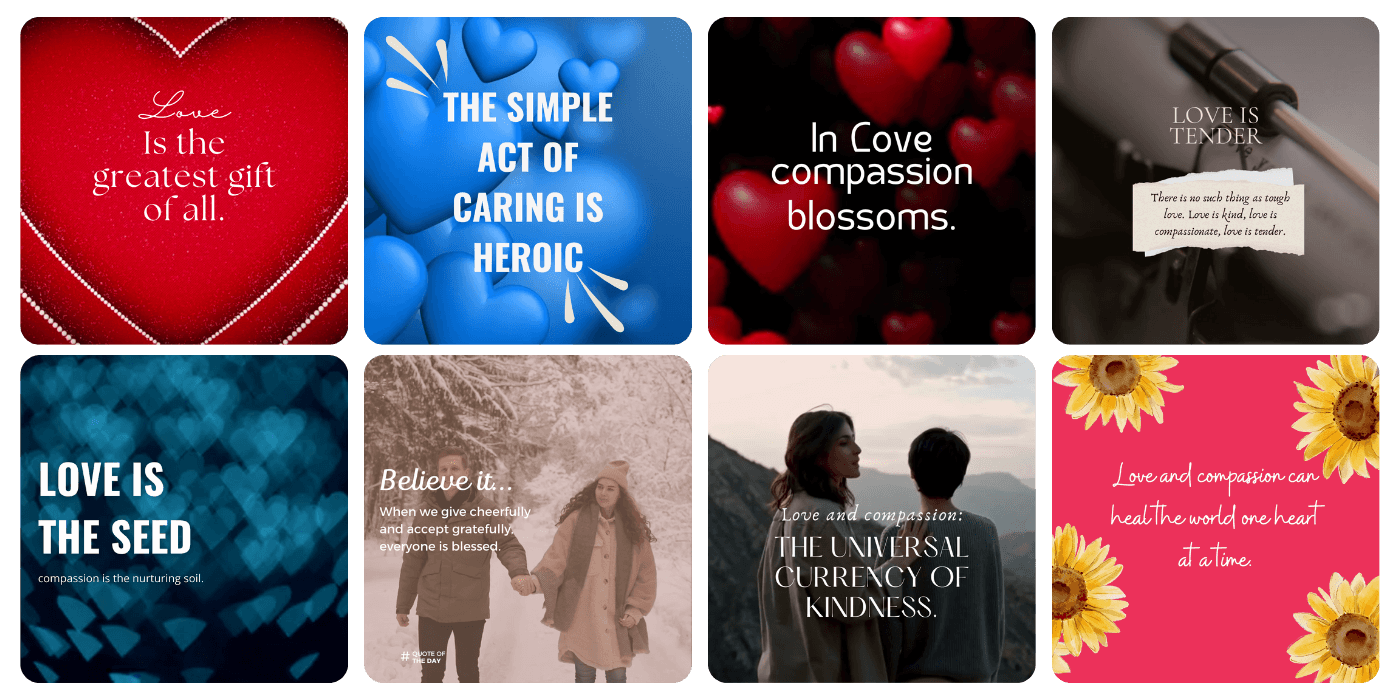 Love
Is the
greatest gift
of all.
THE SIMPLE
ACT OF
CARING IS
HEROIC
In Cove
compassion
blossoms.
LOVE IS
TENDER
There is no such thing as tough
love. Love is kind, love is
compassionate, love is tender.
LOVE IS
THE SEED
compassion is the nurturing soil.
Believe it...
When we give cheerfully
and accept gratefully,
everyone is blessed.
# QUOTE OF
THE DAY
Love and compassion:
THE UNIVERSAL
CURRENCY OF
KINDNESS.
Love and compassion can
heal the world one heart
at a time.